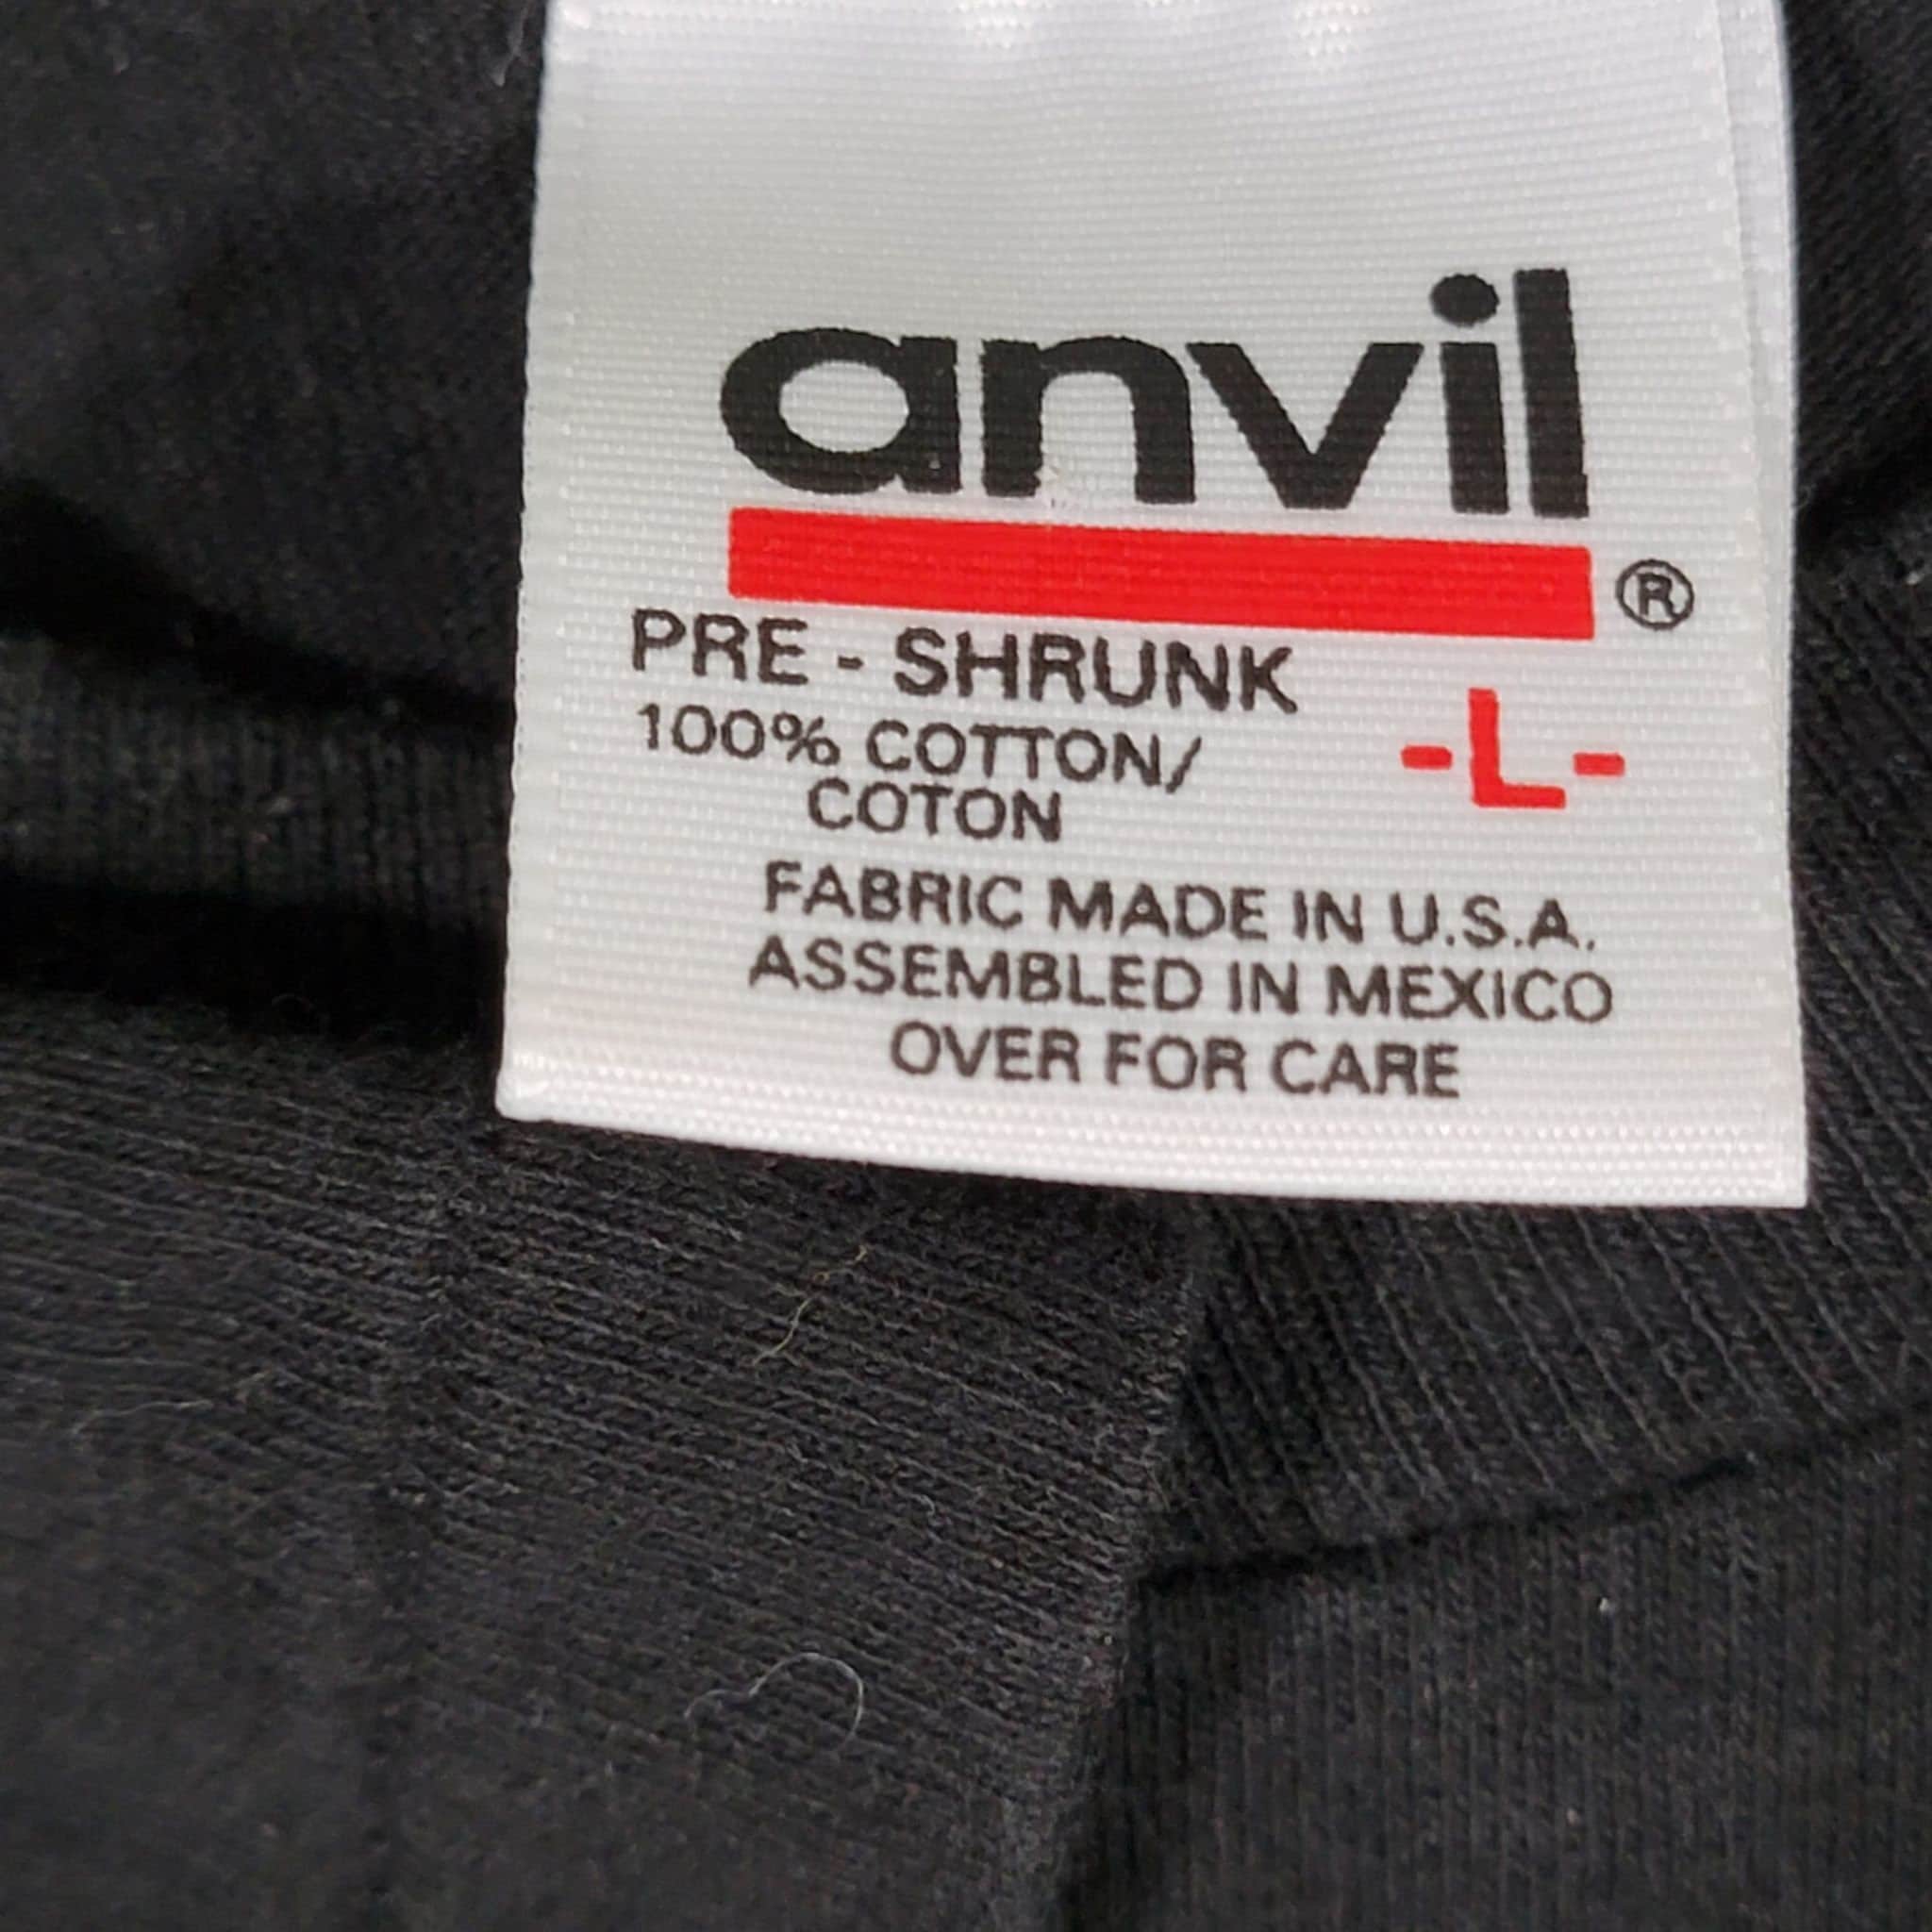 anvil
®
PRE - SHRUNK
100% COTTON/
COTON
-L-
FABRIC MADE IN U.S.A.
ASSEMBLED IN MEXICO
OVER FOR CARE